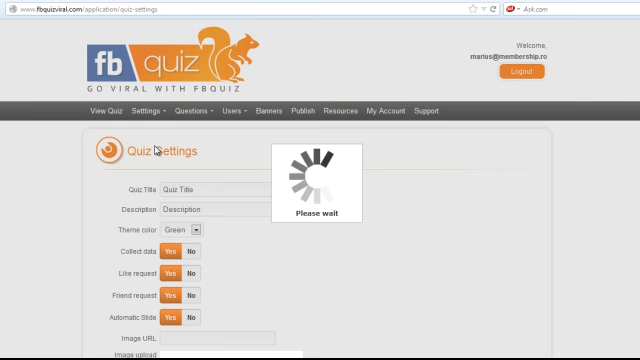 www.fbquizviral.com/application/quiz-settings
Ask.com
fb quiz
GO VIRAL WITH FBQUIZ
Welcome,
marius@membership.ro
Logout
View Quiz Setttings Questions Users Banners Publish Resources My Account Support
Quiz Settings
Quiz Title Quiz Title
Description Description
Theme color Green
Collect data Yes No
Like request Yes No
Friend request Yes No
Automatic Slide Yes No
Image URL
Image upload
Please wait